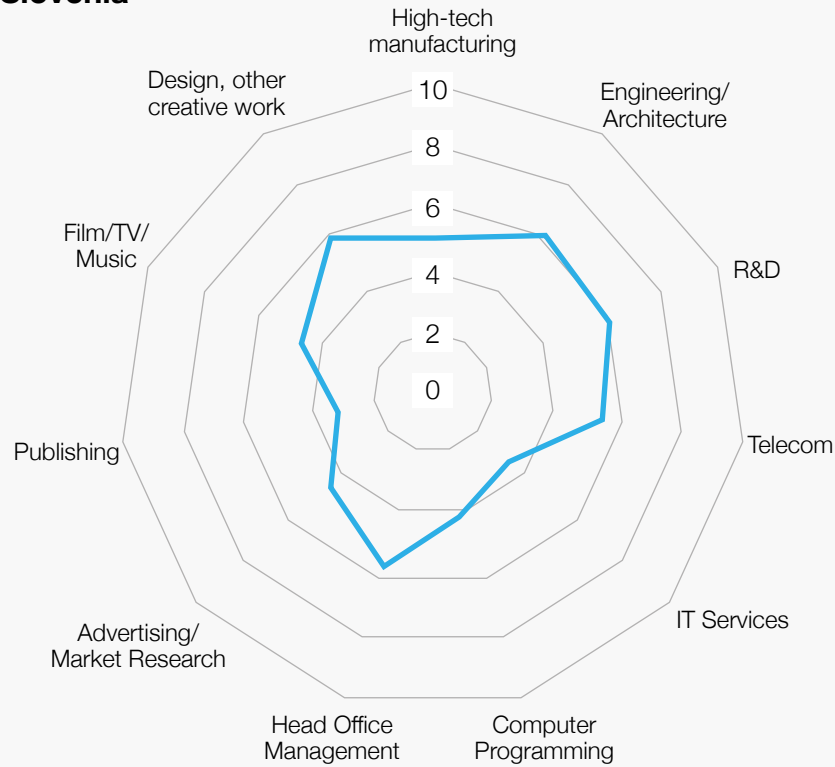 Slovenia
High-tech
manufacturing
Design, other
creative work
Engineering/
Architecture
10
8
6
4
2
0
Film/TV/
Music
R&D
Publishing
Telecom
IT Services
Advertising/
Market Research
Head Office
Management
Computer
Programming